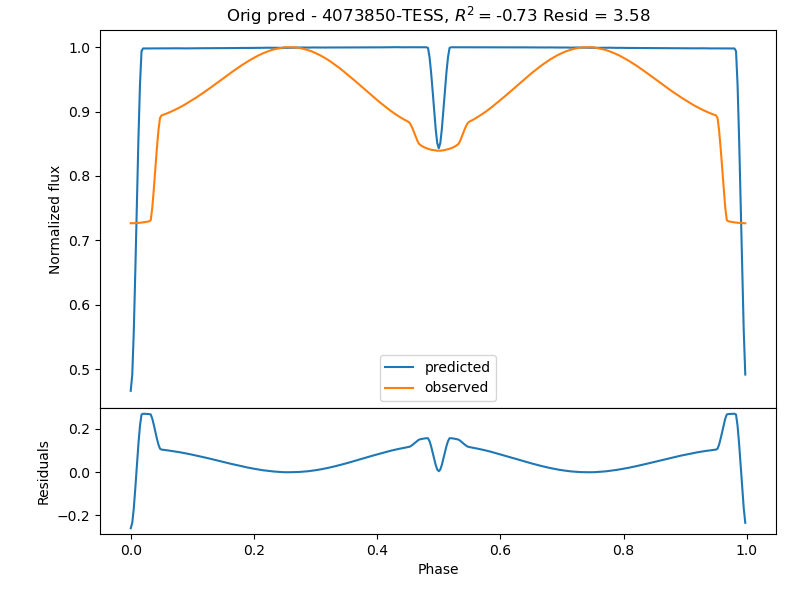 Orig pred - 4073850-TESS, R² = -0.73 Resid = 3.58
1.0
0.9
0.8
0.7
0.6
0.5
Normalized flux
predicted
observed
0.2
0.0
−0.2
Residuals
0.0 0.2 0.4 0.6 0.8 1.0
Phase